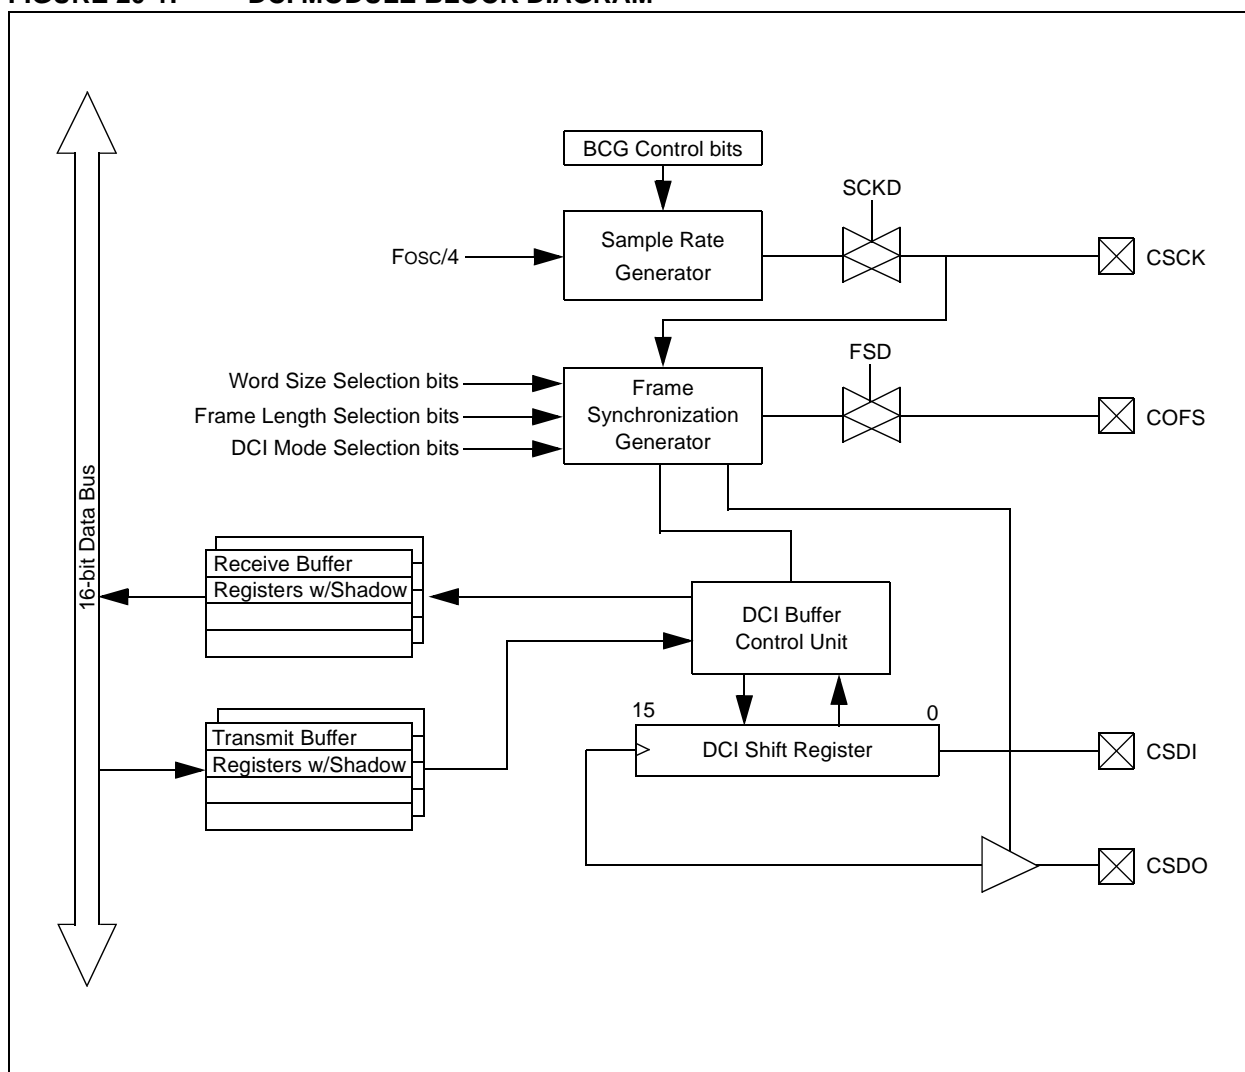 BCG Control bits
SCKD
Sample Rate
Generator
FOSC/4
CSCK
FSD
Word Size Selection bits
Frame Length Selection bits
DCI Mode Selection bits
Frame
Synchronization
Generator
COFS
16-bit Data Bus
Receive Buffer
Registers w/Shadow
DCI Buffer
Control Unit
Transmit Buffer
Registers w/Shadow
15
0
DCI Shift Register
CSDI
CSDO